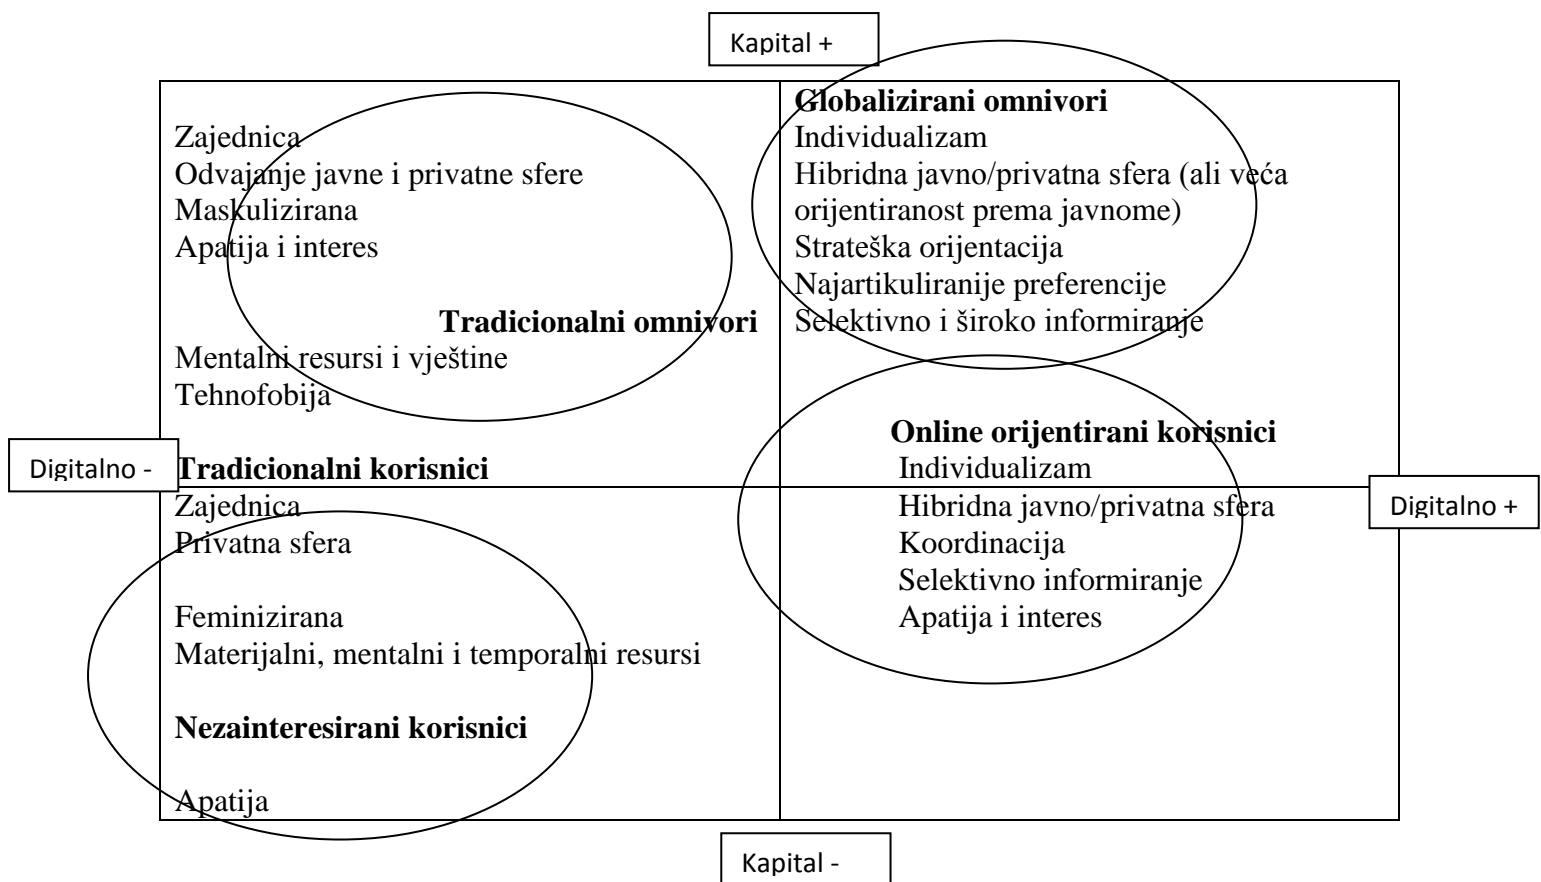 Kapital +
Zajednica
Odvajanje javne i privatne sfere
Maskulizirana
Apatija i interes
Tradicionalni omnivori
Mentalni resursi i vještine
Tehnofobija
Globalizirani omnivori
Individualizam
Hibridna javno/privatna sfera (ali veća
orijentiranost prema javnome)
Strateška orijentacija
Najartikuliranije preferencije
Selektivno i široko informiranje
Digitalno -
Tradicionalni korisnici
Zajednica
Privatna sfera
Feminizirana
Materijalni, mentalni i temporalni resursi
Nezainteresirani korisnici
Apatija
Online orijentirani korisnici
Individualizam
Hibridna javno/privatna sfera
Koordinacija
Selektivno informiranje
Apatija i interes
Digitalno +
Kapital -